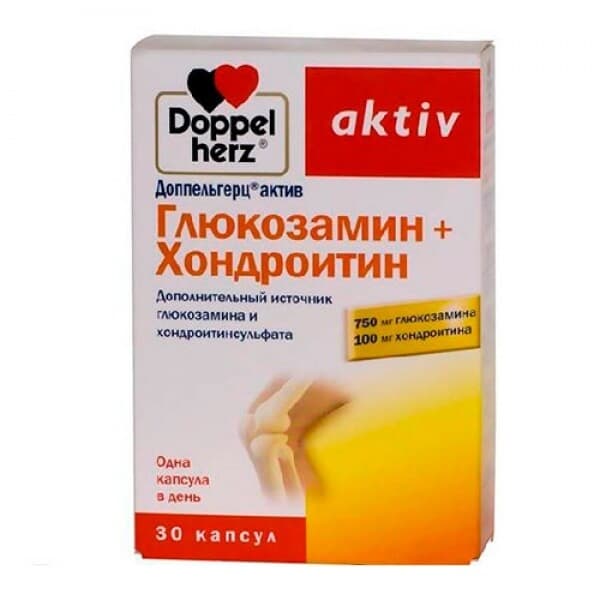 Doppel
herz®
aktiv
Доппельгерц® актив
Глюкозамин +
Хондроитин
Дополнительный источник
глюкозамина и
хондроитинсульфата
750 мг глюкозамина
100 мг хондроитина
Одна
капсула
в день
30 капсул